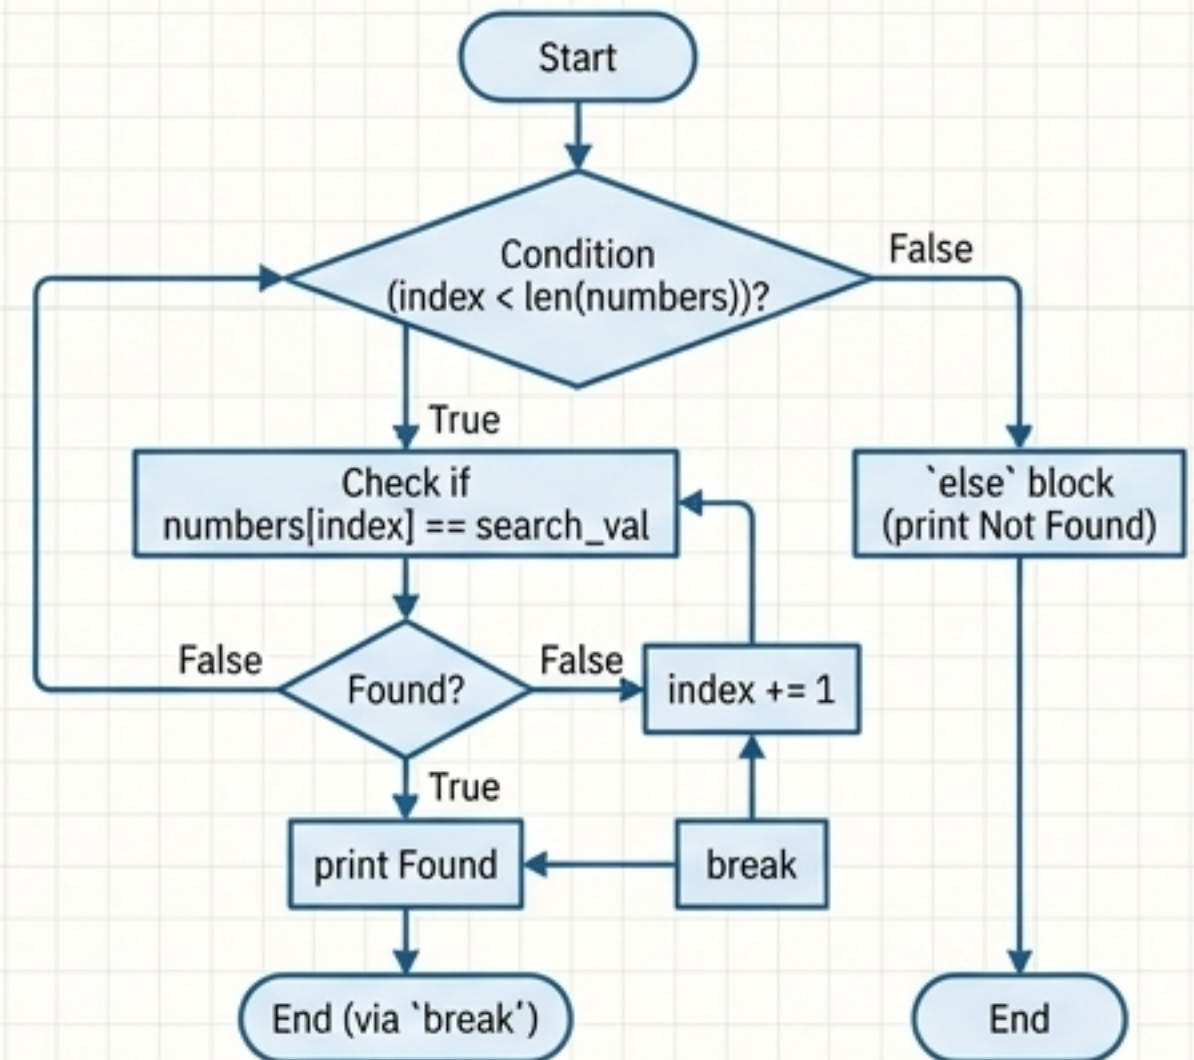 Start
Condition
(index < len(numbers))?
False
True
Check if
numbers[index] == search_val
`else` block
(print Not Found)
False
Found?
False
index += 1
True
print Found
break
End (via `break’)
End